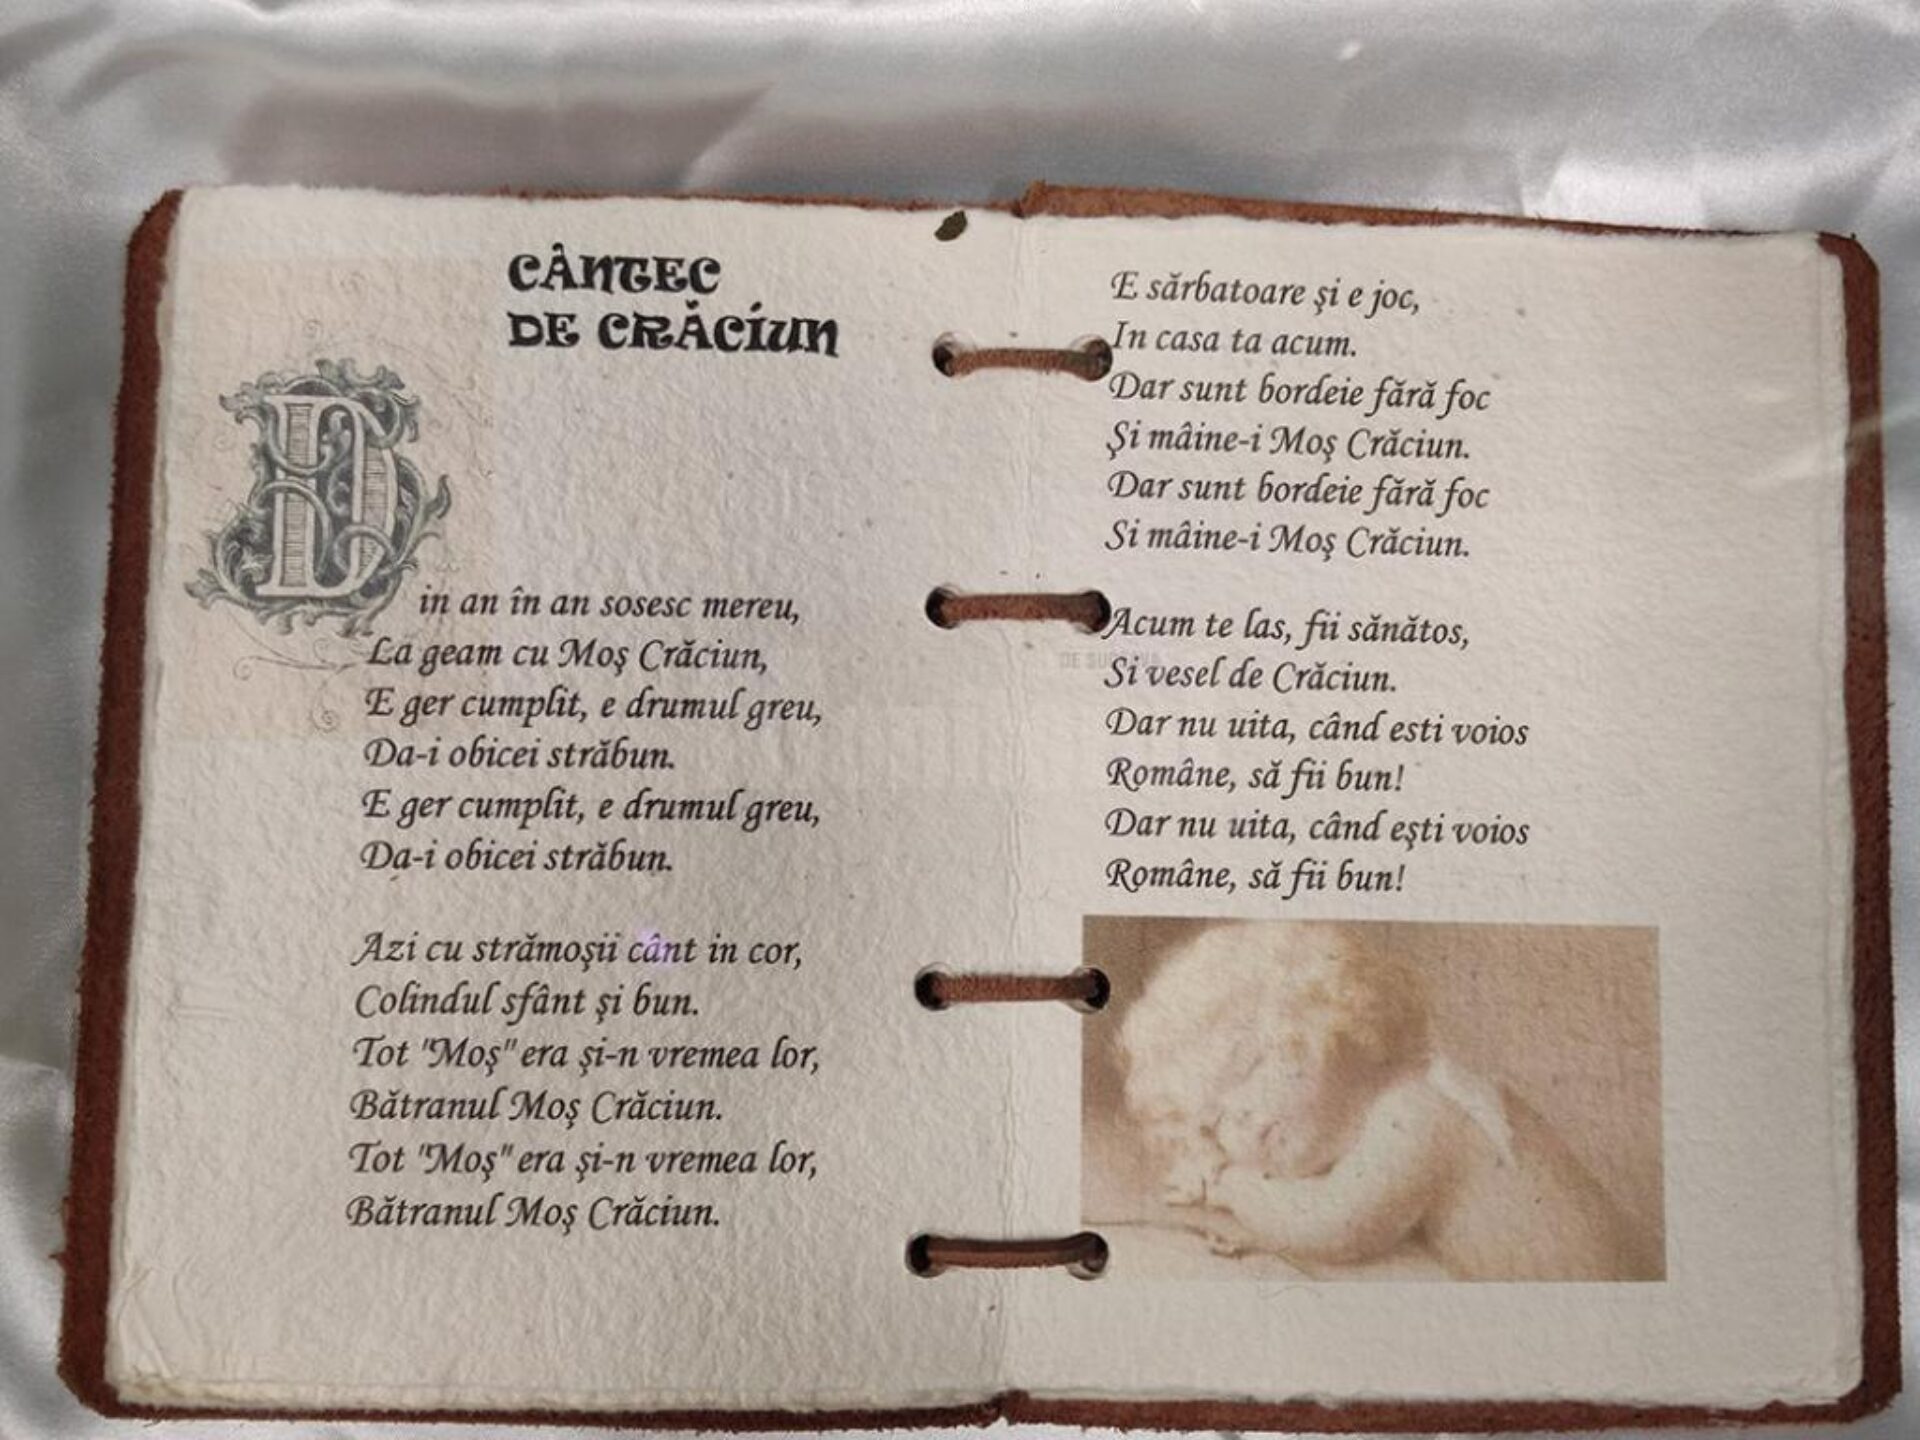 CÂNTEC
DE CRĂCIUN
Din an în an sosesc mereu,
La geam cu Moş Crăciun,
E ger cumplit, e drumul greu,
Da-i obicei străbun.
E ger cumplit, e drumul greu,
Da-i obicei străbun.
Azi cu strămoşii cânt in cor,
Colindul sfânt şi bun.
Tot "Moş" era şi-n vremea lor,
Bătranul Moş Crăciun.
Tot "Moş" era şi-n vremea lor,
Bătranul Moş Crăciun.
E sărbatoare şi e joc,
In casa ta acum.
Dar sunt bordeie fără foc
Şi mâine-i Moş Crăciun.
Dar sunt bordeie fără foc
Si mâine-i Moş Crăciun.
Acum te las, fii sănătos,
Si vesel de Crăciun.
Dar nu uita, când esti voios
Române, să fii bun!
Dar nu uita, când eşti voios
Române, să fii bun!